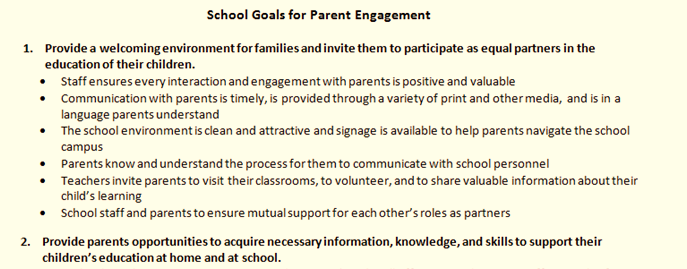 School Goals for Parent Engagement
1. Provide a welcoming environment for families and invite them to participate as equal partners in the
education of their children.
• Staff ensures every interaction and engagement with parents is positive and valuable
• Communication with parents is timely, is provided through a variety of print and other media, and is in a
language parents understand
• The school environment is clean and attractive and signage is available to help parents navigate the school
campus
• Parents know and understand the process for them to communicate with school personnel
• Teachers invite parents to visit their classrooms, to volunteer, and to share valuable information about their
child's learning
• School staff and parents to ensure mutual support for each other's roles as partners
2. Provide parents opportunities to acquire necessary information, knowledge, and skills to support their
children's education at home and at school.